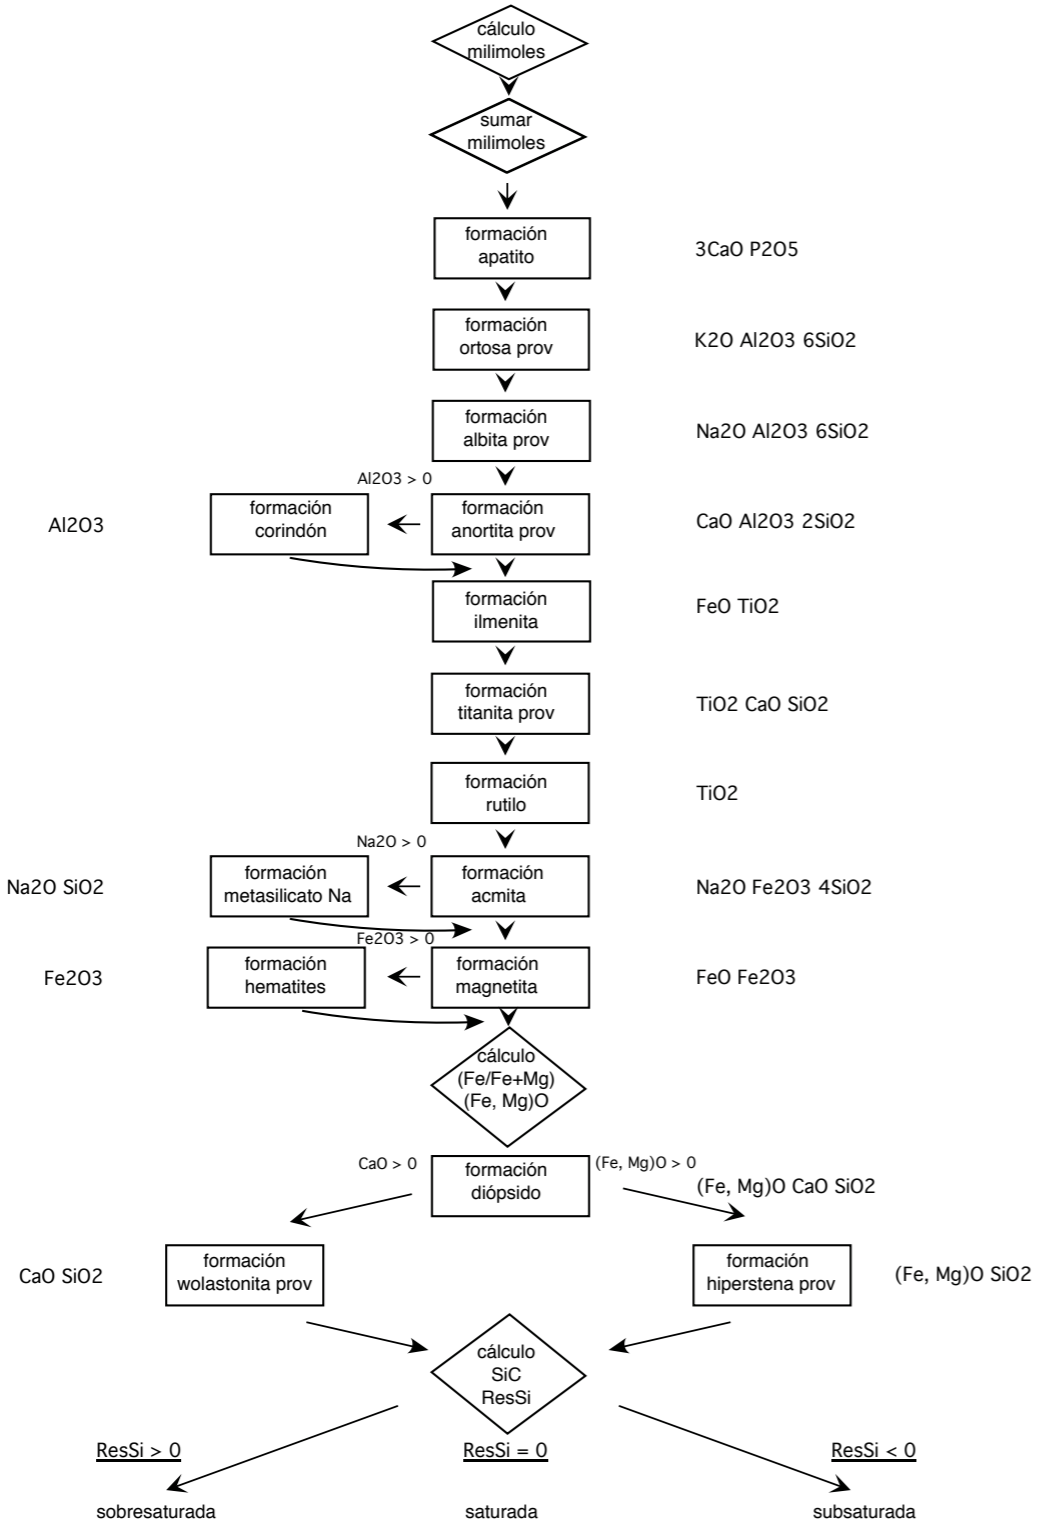 cálculo
milimoles
sumar
milimoles
formación
apatito
3CaO P2O5
formación
ortosa prov
K2O Al2O3 6SiO2
formación
albita prov
Na2O Al2O3 6SiO2
Al2O3 > 0
Al2O3
formación
corindón
formación
anortita prov
CaO Al2O3 2SiO2
formación
ilmenita
FeO TiO2
formación
titanita prov
TiO2 CaO SiO2
formación
rutilo
TiO2
Na2O > 0
Na2O SiO2
formación
metasilicato Na
formación
acmita
Na2O Fe2O3 4SiO2
Fe2O3 > 0
Fe2O3
formación
hematites
formación
magnetita
FeO Fe2O3
cálculo
(Fe/Fe+Mg)
(Fe, Mg)O
CaO > 0
formación
diópsido
(Fe, Mg)O > 0
(Fe, Mg)O CaO SiO2
CaO SiO2
formación
wolastonita prov
formación
hiperstena prov
(Fe, Mg)O SiO2
cálculo
SiC
ResSi
ResSi > 0
ResSi = 0
ResSi < 0
sobresaturada
saturada
subsaturada